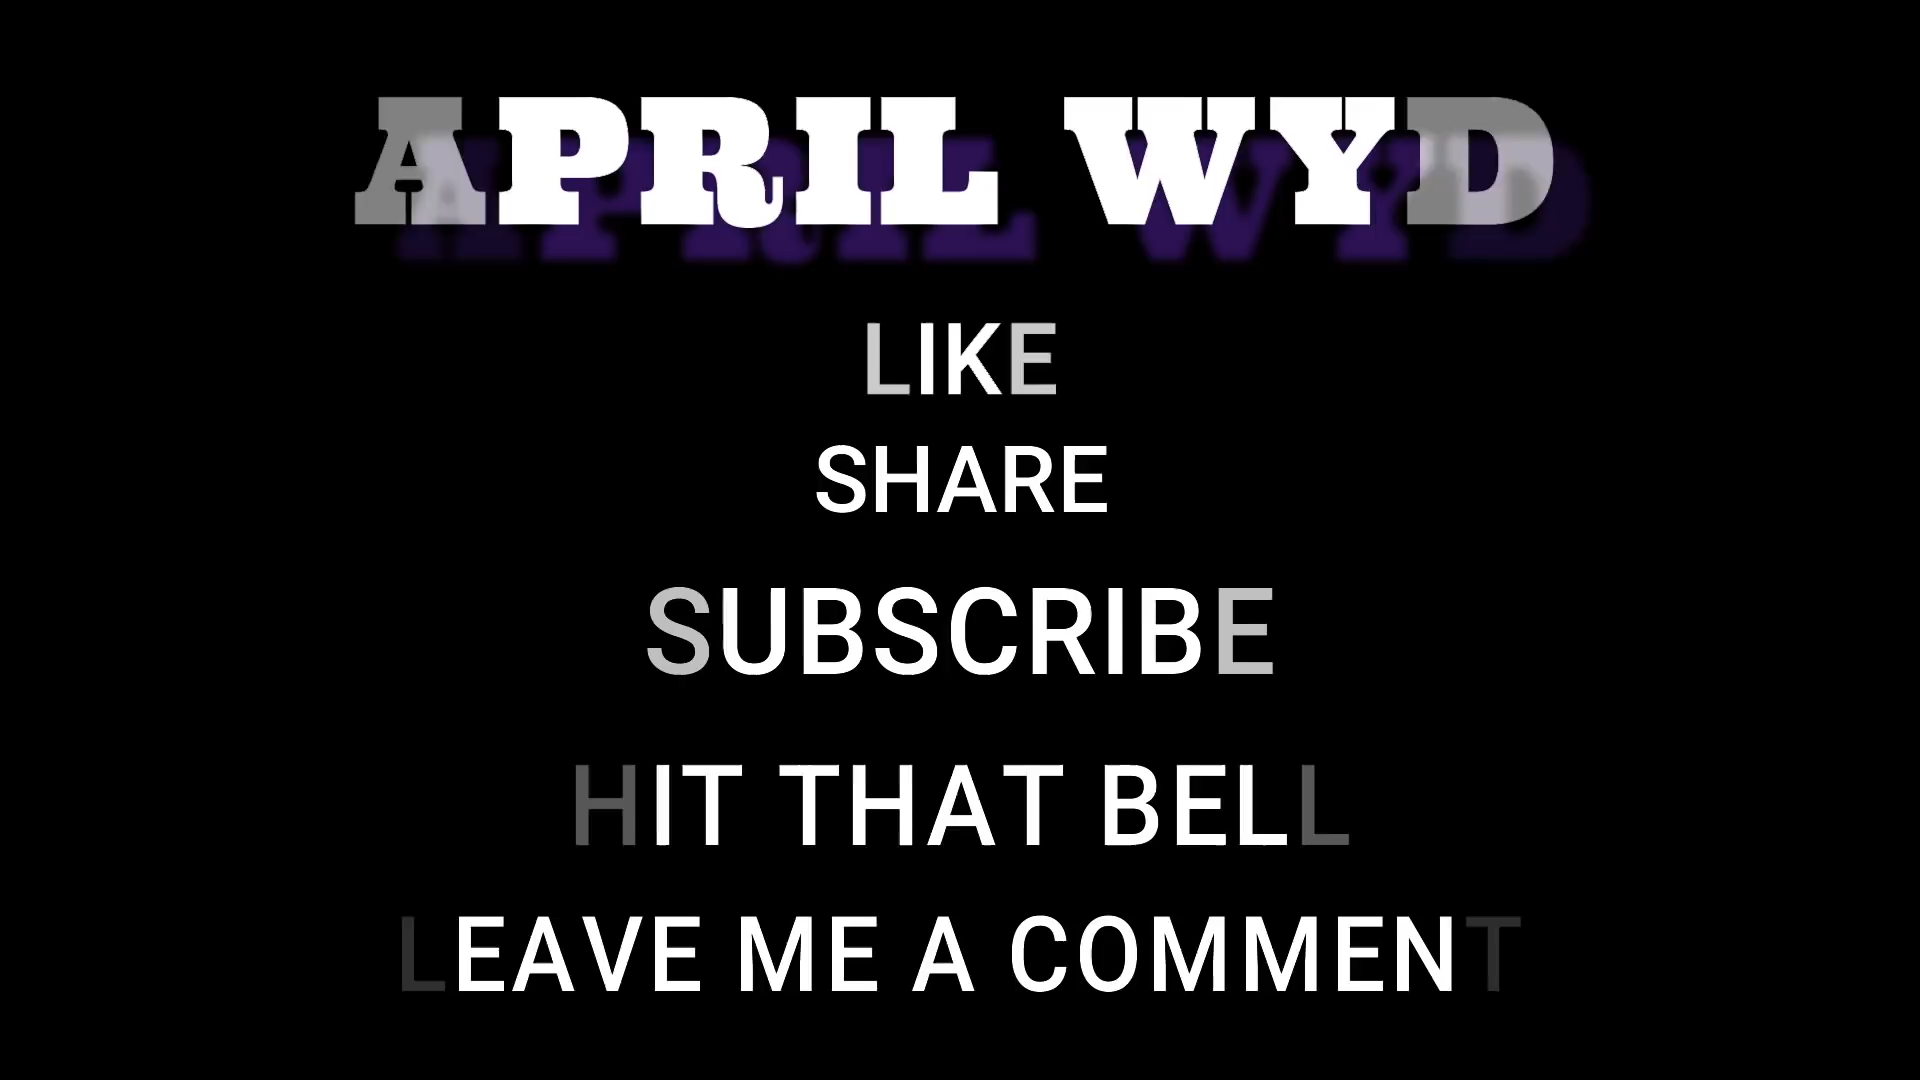 APRIL WYD
LIKE
SHARE
SUBSCRIBE
HIT THAT BELL
LEAVE ME A COMMENT